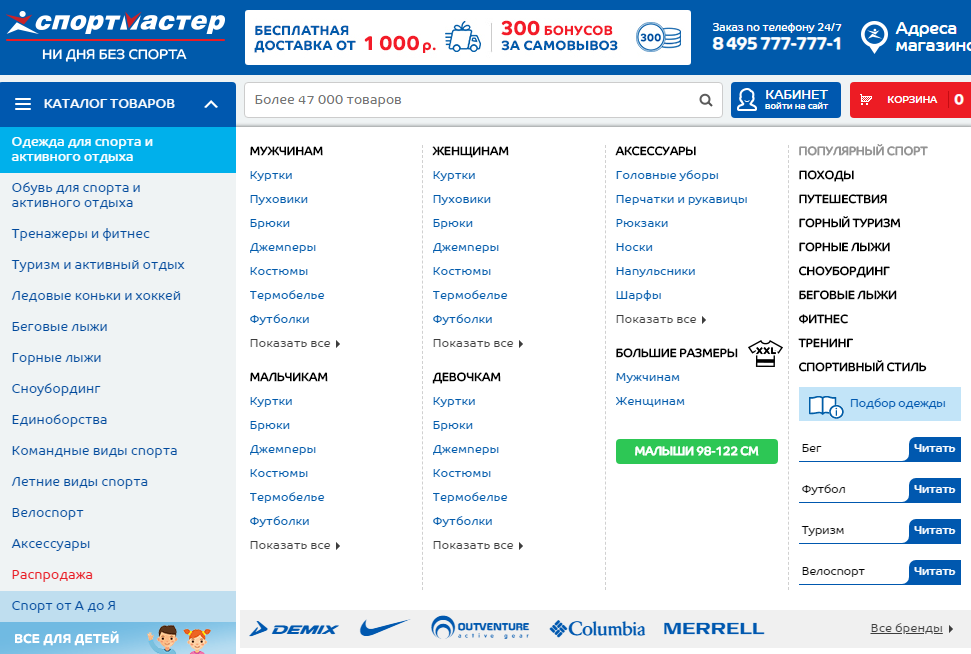 спортмастер
НИ ДНЯ БЕЗ СПОРТА
БЕСПЛАТНАЯ
ДОСТАВКА ОТ 1 000 р.
300 БОНУСОВ
ЗА САМОВЫВОЗ
300
Заказ по телефону 24/7
8 495 777-777-1
Адреса
магазино
КАТАЛОГ ТОВАРОВ
Более 47 000 товаров
КАБИНЕТ
войти на сайт
КОРЗИНА 0
Одежда для спорта и
активного отдыха
Обувь для спорта и
активного отдыха
Тренажеры и фитнес
Туризм и активный отдых
Ледовые коньки и хоккей
Беговые лыжи
Горные лыжи
Сноубординг
Единоборства
Командные виды спорта
Летние виды спорта
Велоспорт
Аксессуары
Распродажа
Спорт от А до Я
ВСЕ ДЛЯ ДЕТЕЙ
МУЖЧИНАМ
Куртки
Пуховики
Брюки
Джемперы
Костюмы
Термобелье
Футболки
Показать все
МАЛЬЧИКАМ
Куртки
Брюки
Джемперы
Костюмы
Термобелье
Футболки
Показать все
ЖЕНЩИНАМ
Куртки
Пуховики
Брюки
Джемперы
Костюмы
Термобелье
Футболки
Показать все
ДЕВОЧКАМ
Куртки
Брюки
Джемперы
Костюмы
Термобелье
Футболки
Показать все
АКСЕССУАРЫ
Головные уборы
Перчатки и рукавицы
Рюкзаки
Носки
Напульсники
Шарфы
Показать все
БОЛЬШИЕ РАЗМЕРЫ XXL
Мужчинам
Женщинам
МАЛЫШИ 98-122 СМ
ПОПУЛЯРНЫЙ СПОРТ
ПОХОДЫ
ПУТЕШЕСТВИЯ
ГОРНЫЙ ТУРИЗМ
ГОРНЫЕ ЛЫЖИ
СНОУБОРДИНГ
БЕГОВЫЕ ЛЫЖИ
ФИТНЕС
ТРЕНИНГ
СПОРТИВНЫЙ СТИЛЬ
Подбор одежды
Бег Читать
Футбол Читать
Туризм Читать
Велоспорт Читать
DEMIX
OUTVENTURE
active gear
Columbia
MERRELL
Все бренды